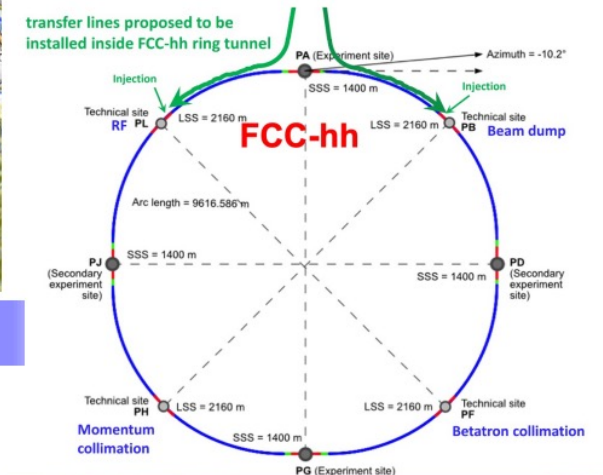 transfer lines proposed to be
installed inside FCC-hh ring tunnel
PA (Experiment site)
Azimuth = -10.2°
Injection
SSS = 1400 m
Injection
Technical site
PL
RF
LSS = 2160 m
FCC-hh
LSS = 2160 m
Technical site
PB
Beam dump
Arc length = 9616.586 m
PJ
(Secondary
experiment
site)
SSS = 1400 m
SSS = 1400 m
PD
(Secondary
experiment
site)
Technical site
PH
LSS = 2160 m
LSS = 2160 m
Technical site
PF
Momentum
collimation
Betatron collimation
SSS = 1400 m
PG (Experiment site)